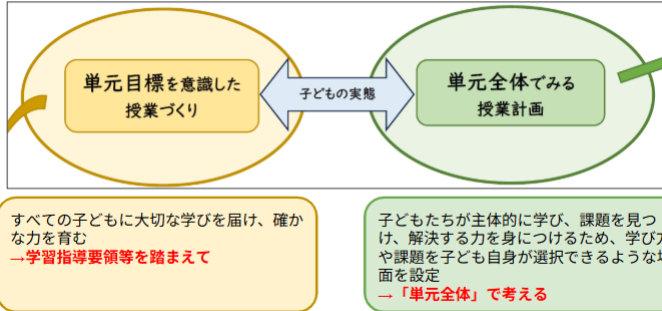 単元目標を意識した
授業づくり
子どもの実態
単元全体でみる
授業計画
すべての子どもに大切な学びを届け、確か
な力を育む
→学習指導要領等を踏まえて
子どもたちが主体的に学び、課題を見つ
け、解決する力を身につけるため、学び方
や課題を子ども自身が選択できるような場
面を設定
→「単元全体」で考える